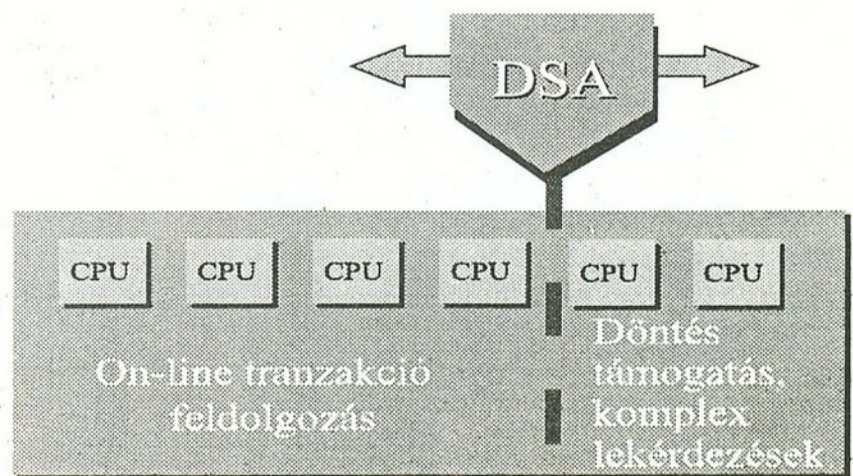 DSA
CPU CPU CPU CPU CPU CPU
On-line tranzakció
feldolgozás
Döntés
támogatás,
komplex
lekérdezések